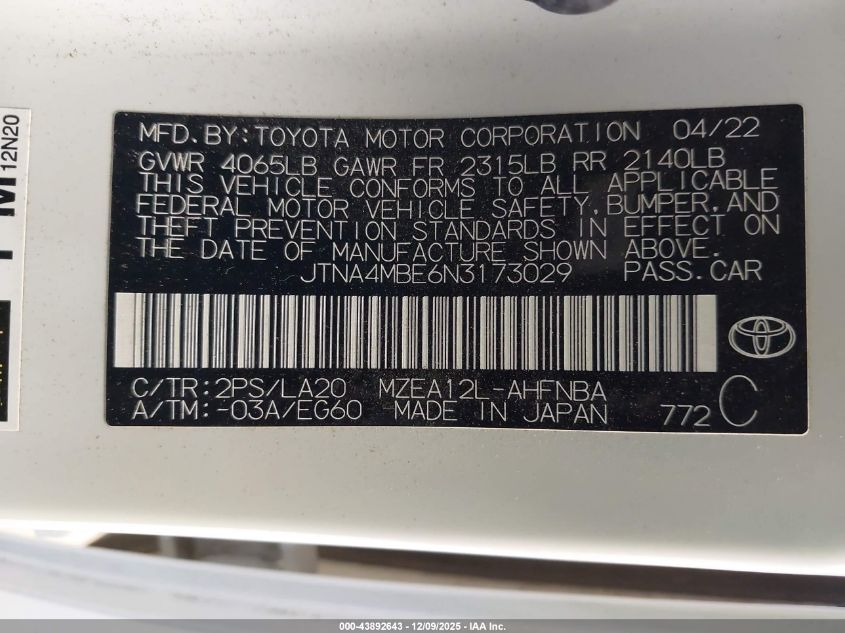 MFD.BY:TOYOTA MOTOR CORPORATION 04/22
GVWR 4065LB GAWR FR 2315LB RR 2140LB
THIS VEHICLE CONFORMS TO ALL APPLICABLE
FEDERAL MOTOR VEHICLE SAFETY,BUMPER,AND
THEFT PREVENTION STANDARDS IN EFFECT ON
THE DATE OF MANUFACTURE SHOWN ABOVE.
JTNA4MBE6N3173029 PASS.CAR
C/TR:2PS/LA20 MZEA12L-AHFNBA
A/TM:-03A/EG60 MADE IN JAPAN 772 C
12N20
000-43892643 - 12/09/2025 - IAA Inc.